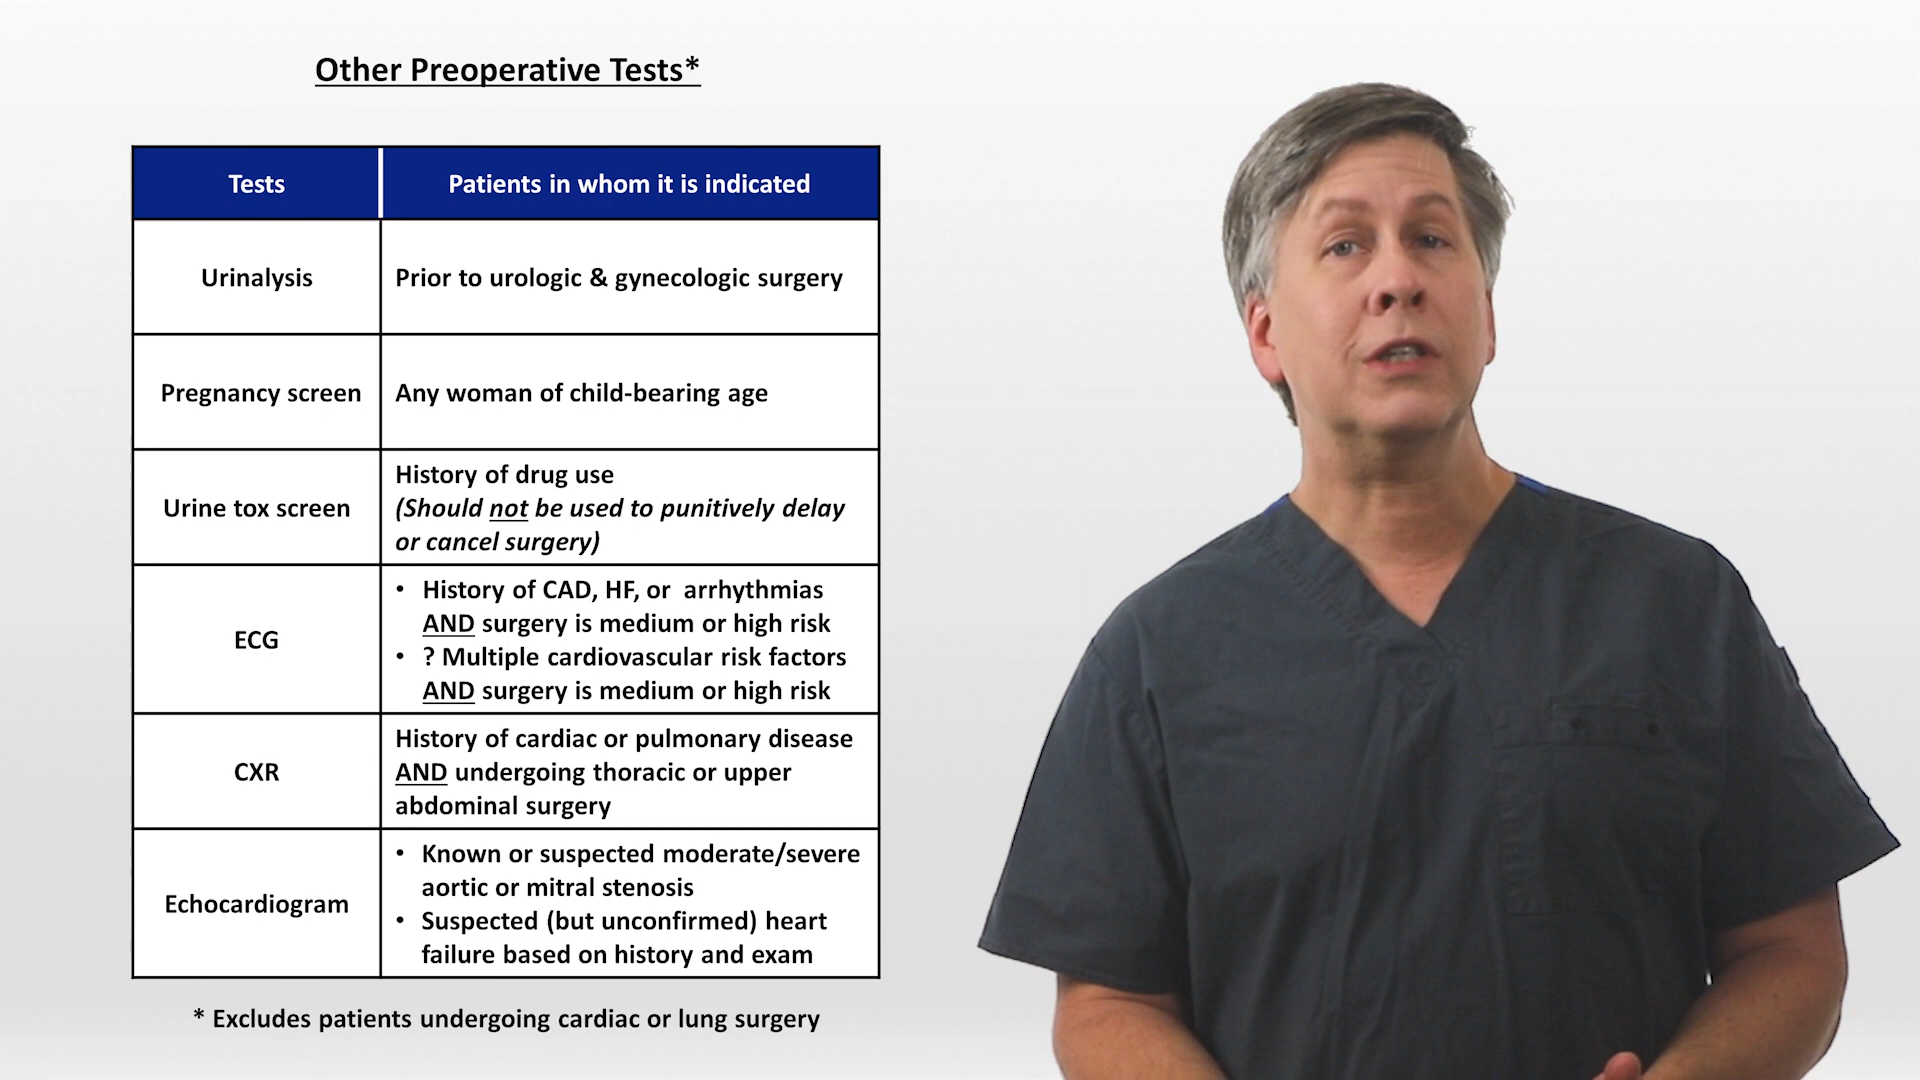 Other Preoperative Tests*
Tests
Patients in whom it is indicated
Urinalysis
Prior to urologic & gynecologic surgery
Pregnancy screen
Any woman of child-bearing age
Urine tox screen
History of drug use
(Should not be used to punitively delay
or cancel surgery)
ECG
• History of CAD, HF, or arrhythmias
AND surgery is medium or high risk
• ? Multiple cardiovascular risk factors
AND surgery is medium or high risk
CXR
History of cardiac or pulmonary disease
AND undergoing thoracic or upper
abdominal surgery
Echocardiogram
• Known or suspected moderate/severe
aortic or mitral stenosis
• Suspected (but unconfirmed) heart
failure based on history and exam
* Excludes patients undergoing cardiac or lung surgery